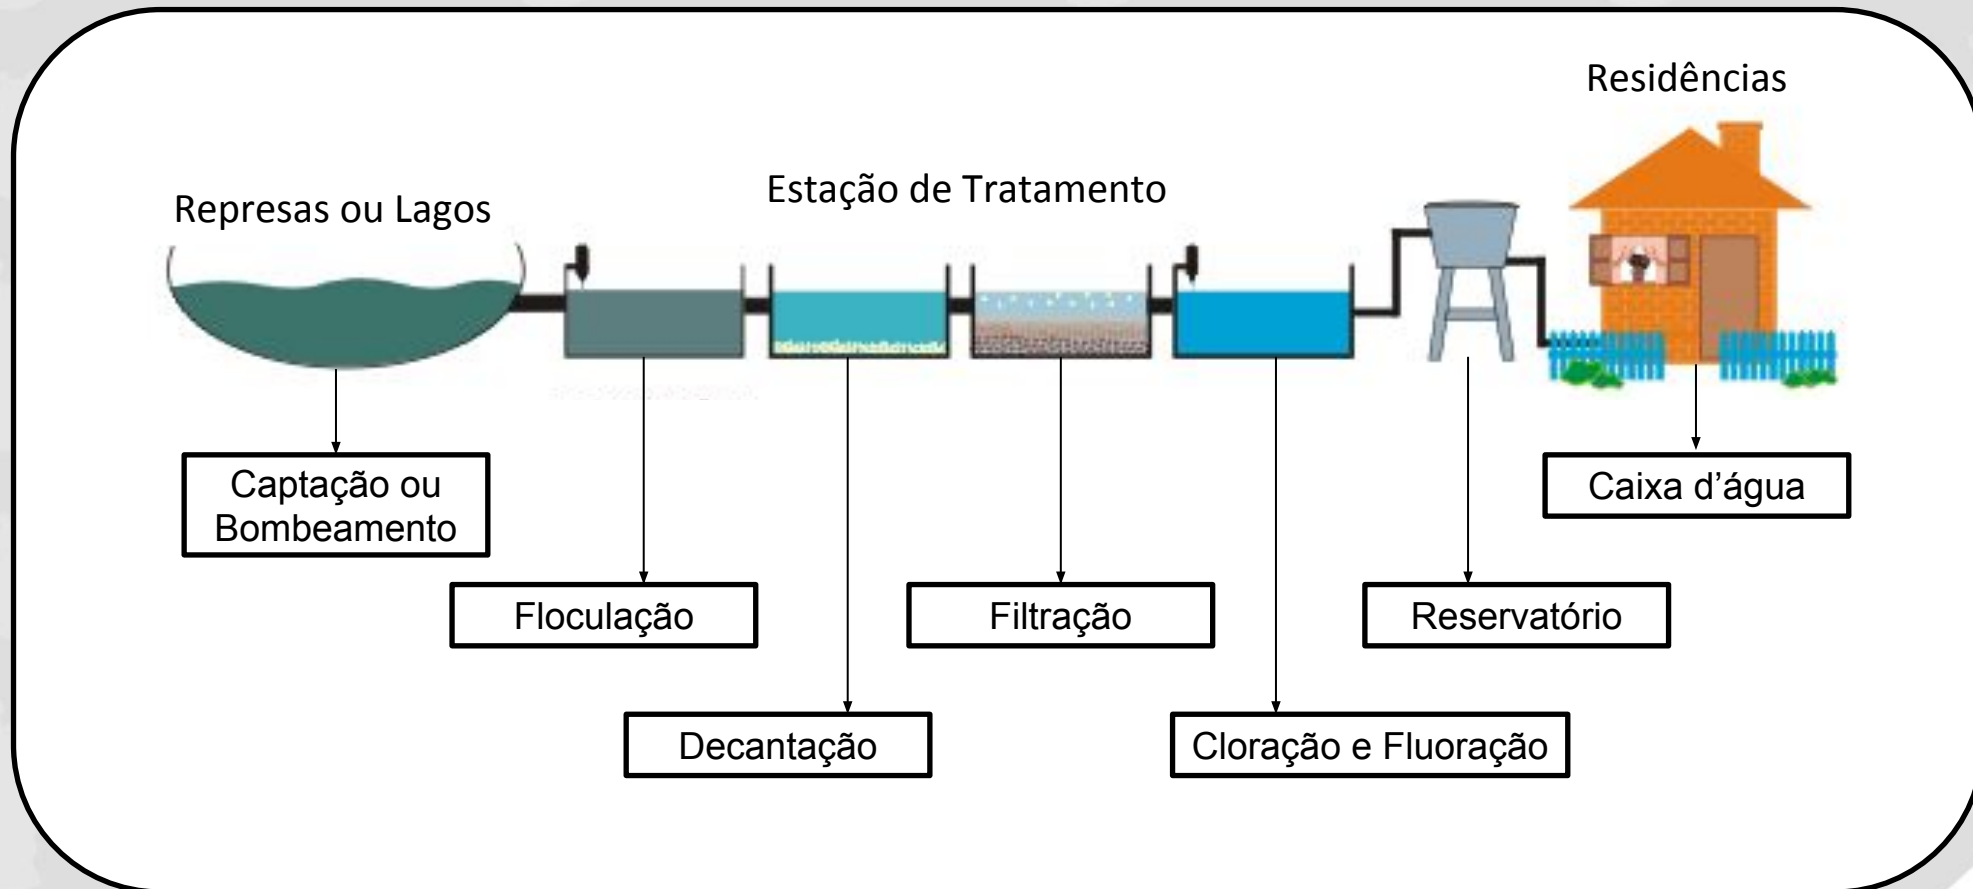 Residências
Estação de Tratamento
Represas ou Lagos
Captação ou
Bombeamento
Caixa d’água
Floculação
Filtração
Reservatório
Decantação
Cloração e Fluoração